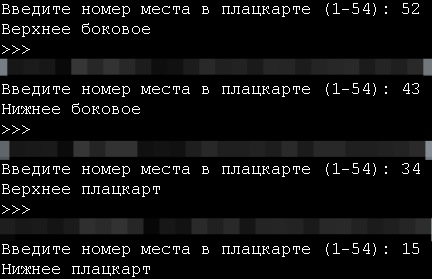 Введите номер места в плацкарте (1-54): 52
Верхнее боковое
>>>
Введите номер места в плацкарте (1-54): 43
Нижнее боковое
>>>
Введите номер места в плацкарте (1-54): 34
Верхнее плацкарт
>>>
Введите номер места в плацкарте (1-54): 15
Нижнее плацкарт